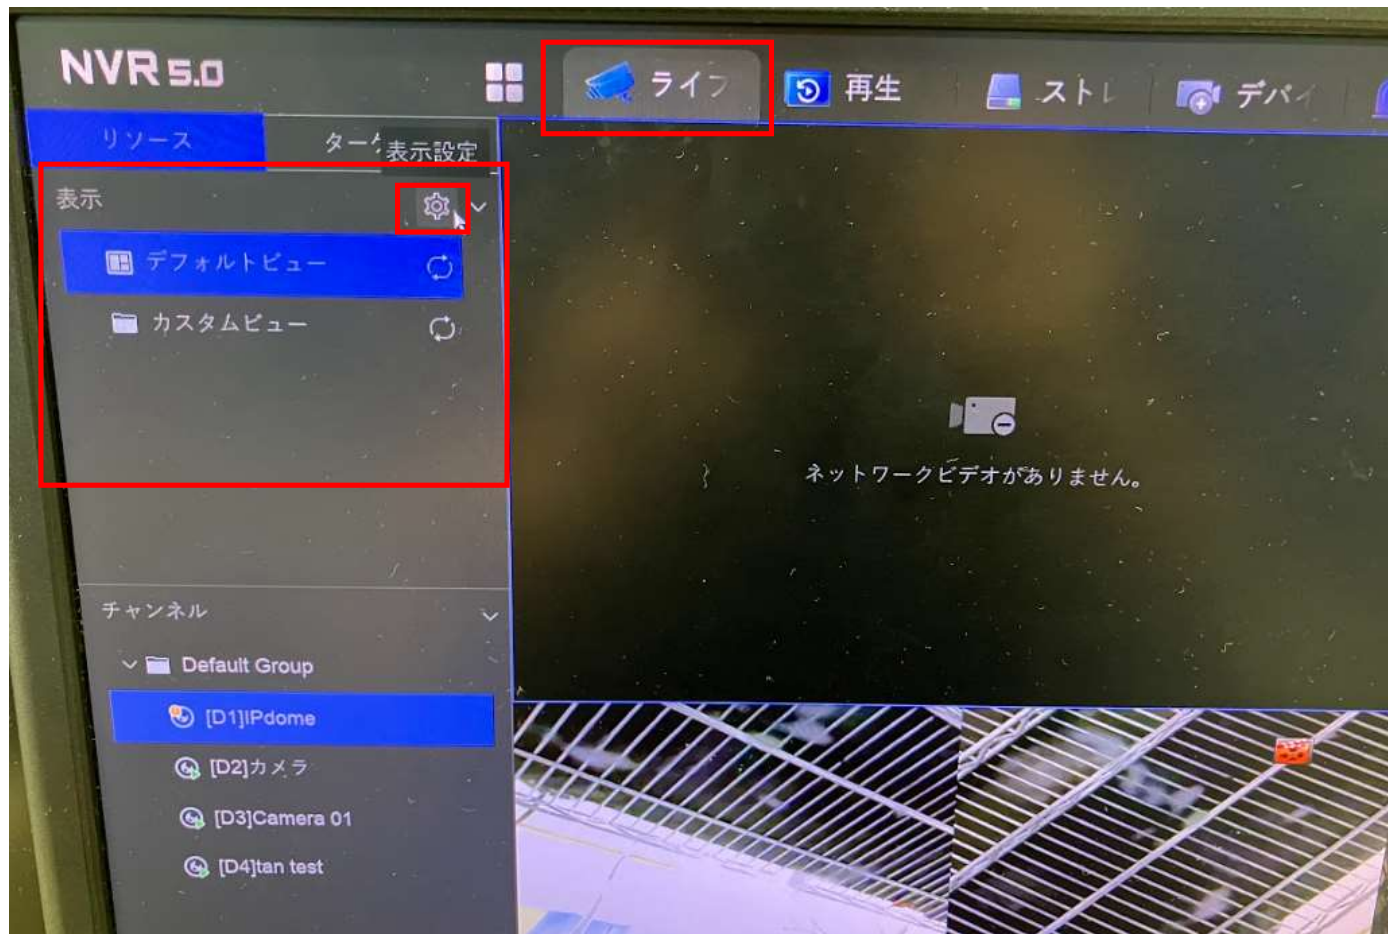 NVR 5.0
ライフ
再生
スト
デバイ
リソース
ター
表示設定
表示
デフォルトビュー
カスタムビュー
ネットワークビデオがありません。
チャンネル
Default Group
[D1]IPdome
[D2]カメラ
[D3]Camera 01
[D4]tan test